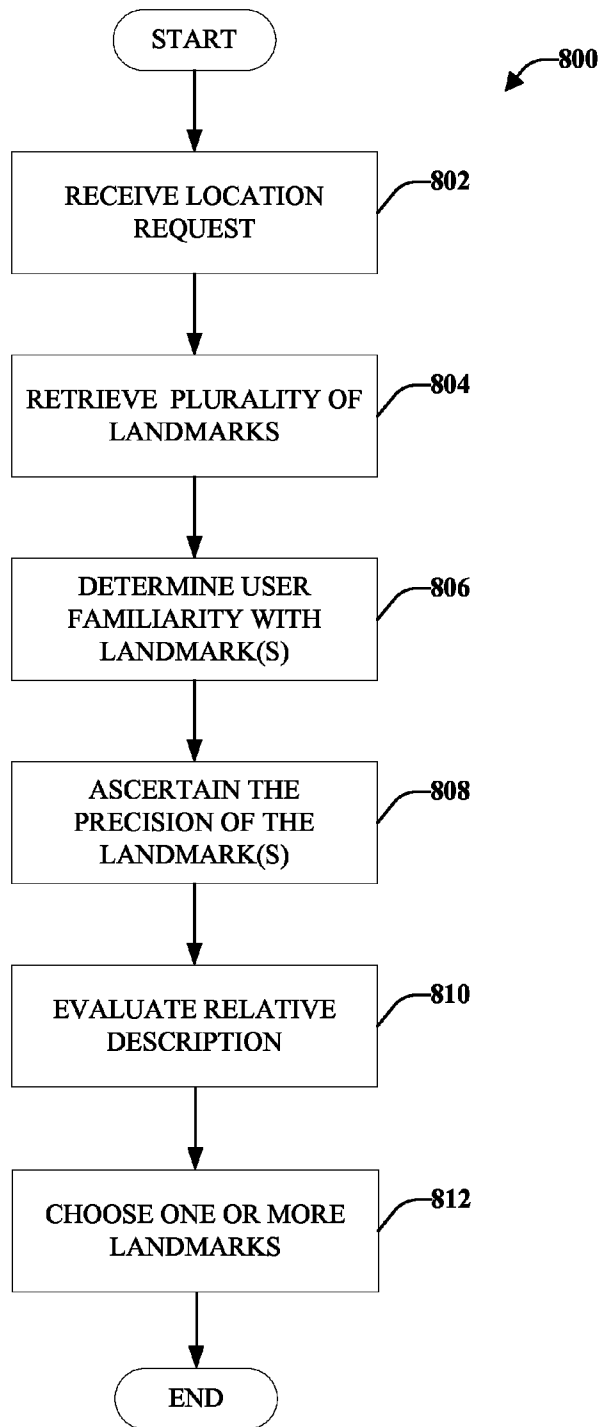 START
800
RECEIVE LOCATION
REQUEST
802
RETRIEVE PLURALITY OF
LANDMARKS
804
DETERMINE USER
FAMILIARITY WITH
LANDMARK(S)
806
ASCERTAIN THE
PRECISION OF THE
LANDMARK(S)
808
EVALUATE RELATIVE
DESCRIPTION
810
CHOOSE ONE OR MORE
LANDMARKS
812
END